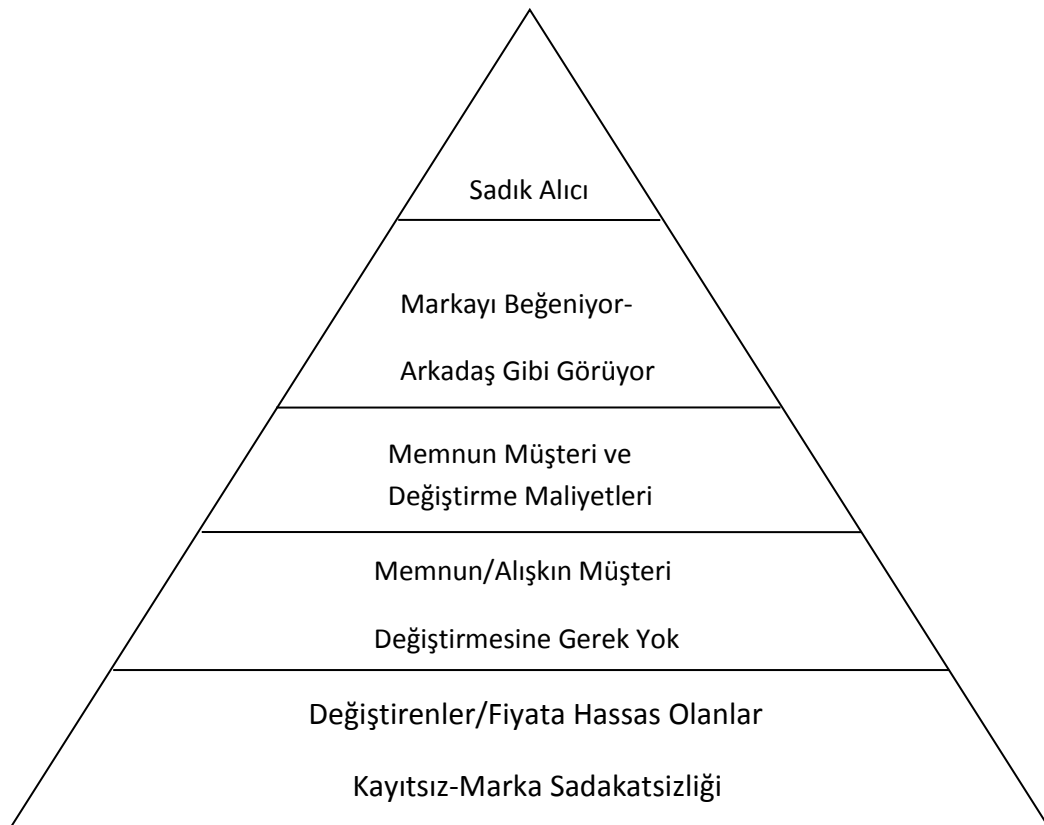 Sadık Alıcı
Markayı Beğeniyor-
Arkadaş Gibi Görüyor
Memnun Müşteri ve
Değiştirme Maliyetleri
Memnun/Alışkın Müşteri
Değiştirmesine Gerek Yok
Değiştirenler/Fiyata Hassas Olanlar
Kayıtsız-Marka Sadakatsizliği